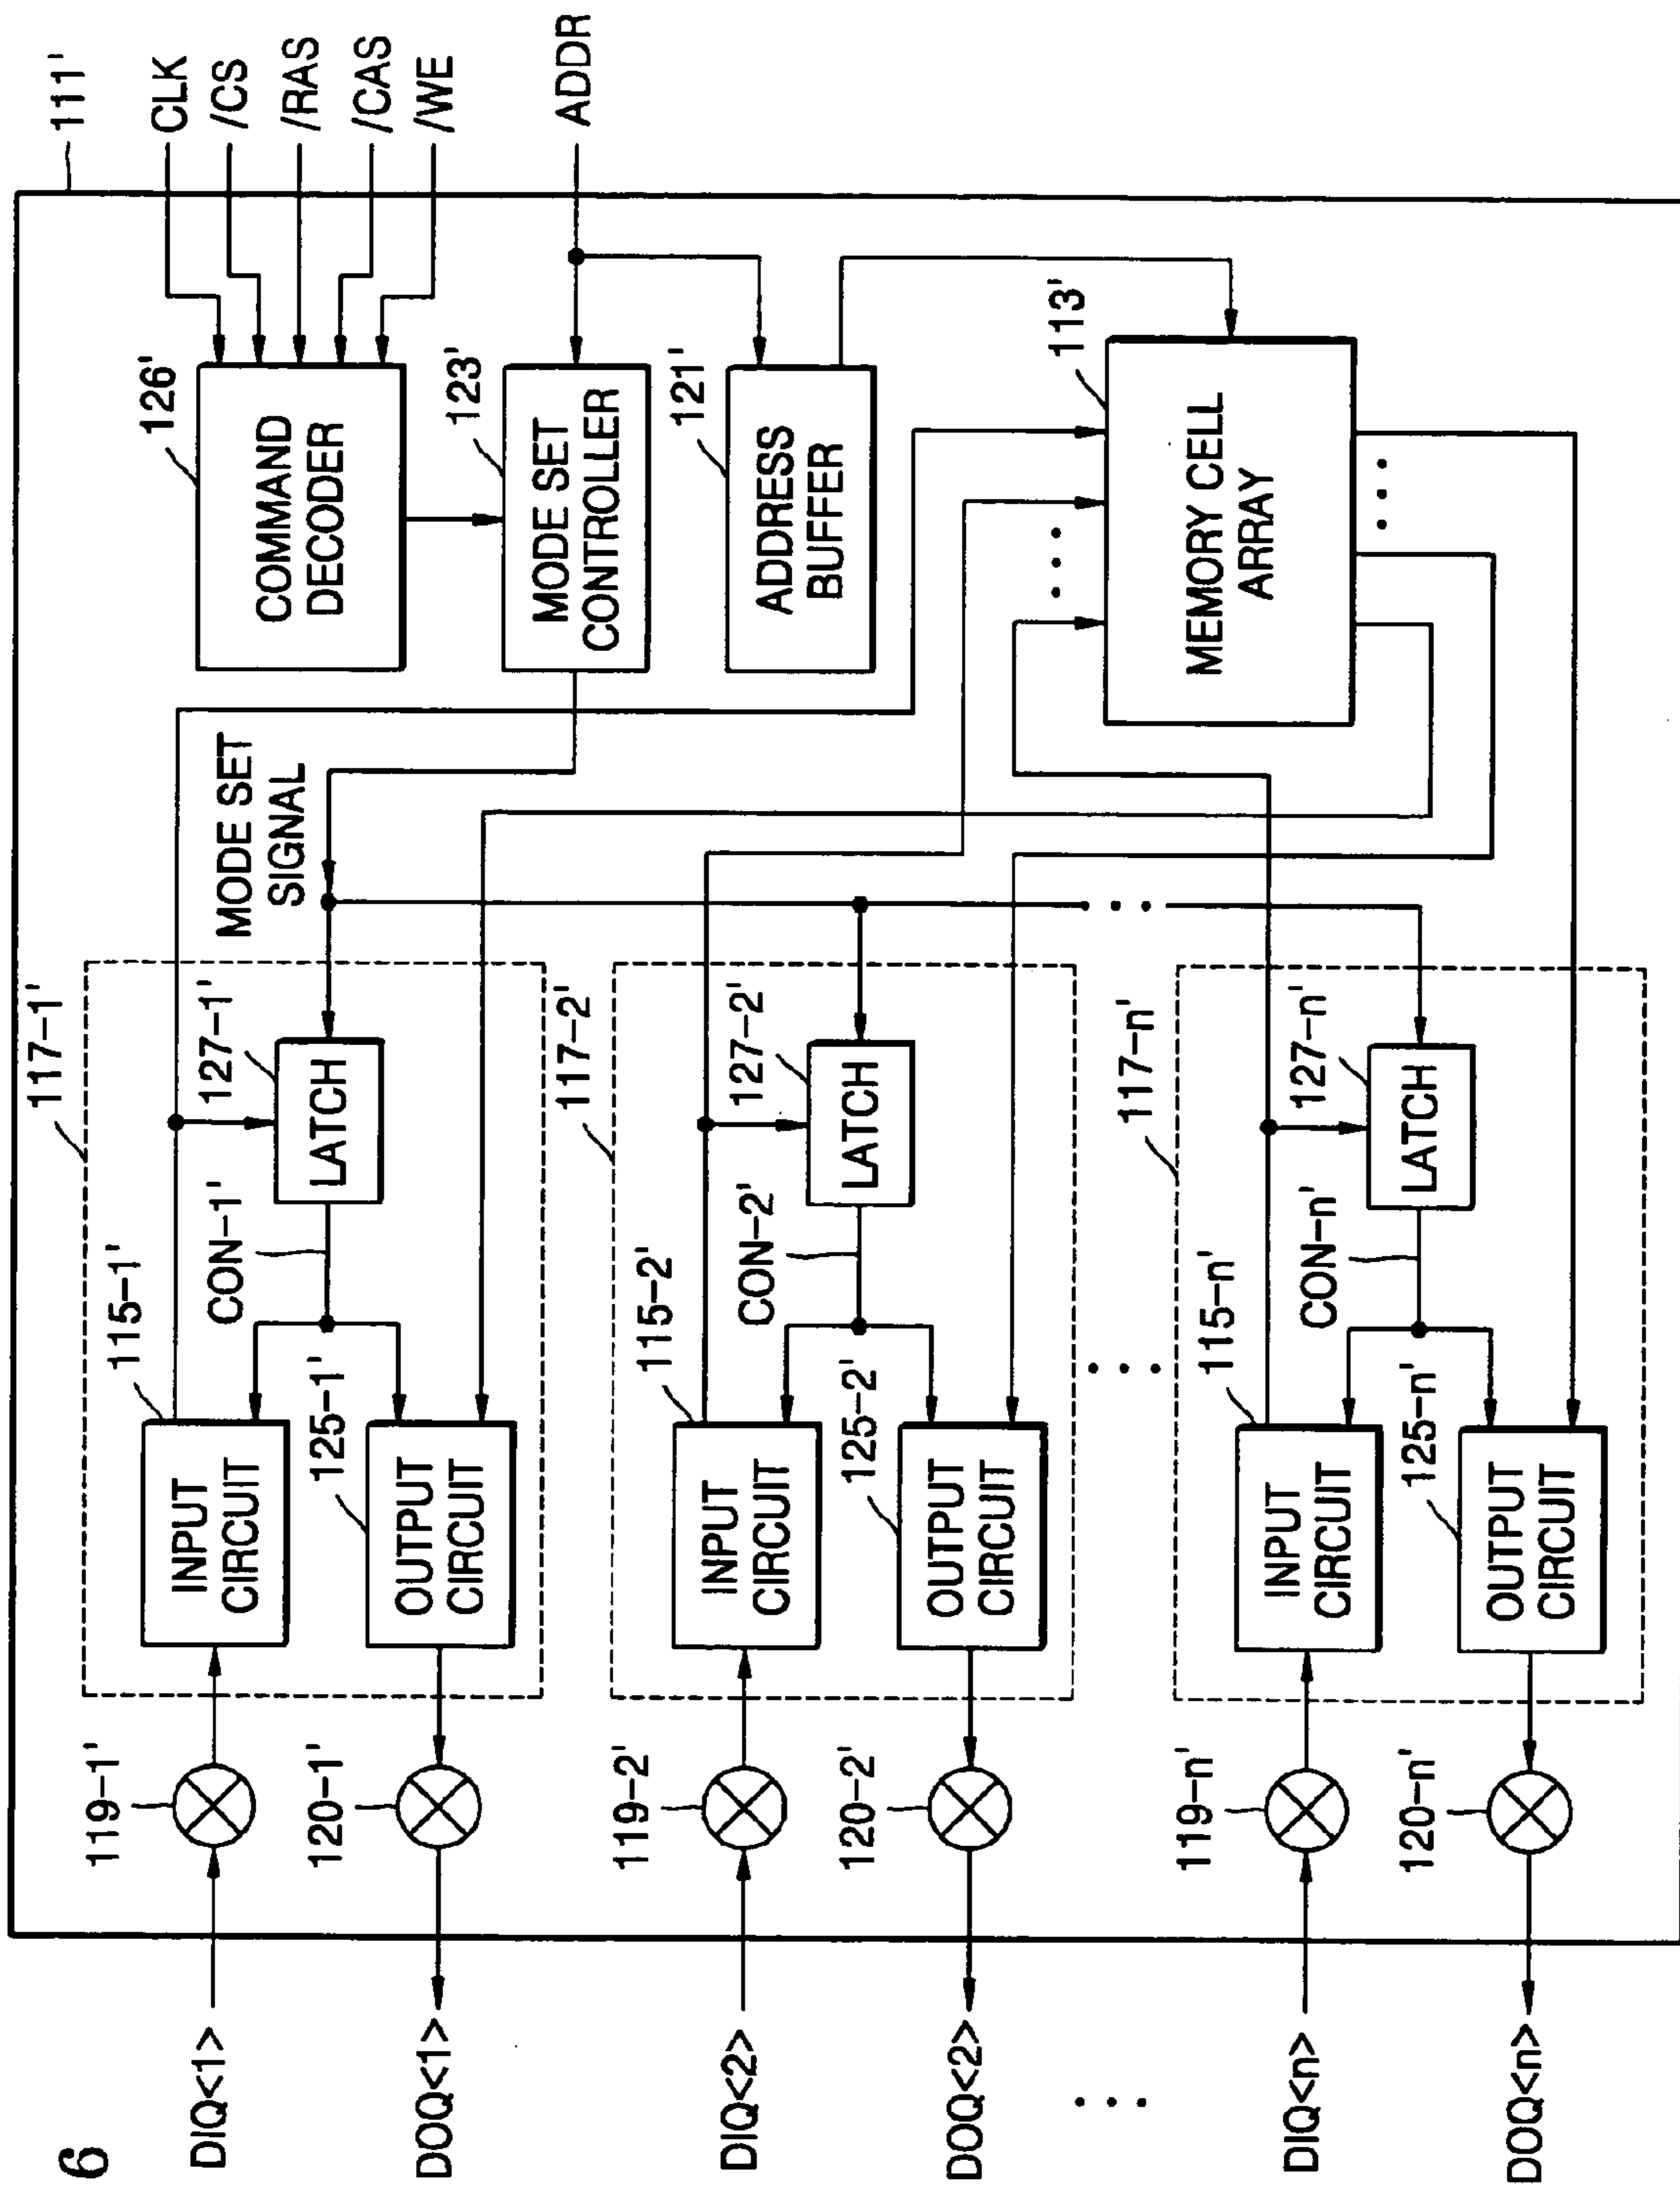 6
111'
CLK
/CS
/RAS
/CAS
/WE
ADDR
126'
COMMAND
DECODER
123'
MODE SET
CONTROLLER
121'
ADDRESS
BUFFER
113'
MEMORY CELL
ARRAY
MODE SET
SIGNAL
117-1'
127-1'
LATCH
CON-1'
115-1'
INPUT
CIRCUIT
125-1'
OUTPUT
CIRCUIT
119-1'
120-1'
DIQ<1>
DOQ<1>
117-2'
127-2'
LATCH
CON-2'
115-2'
INPUT
CIRCUIT
125-2'
OUTPUT
CIRCUIT
119-2'
120-2'
DIQ<2>
DOQ<2>
117-n'
127-n'
LATCH
CON-n'
115-n'
INPUT
CIRCUIT
125-n'
OUTPUT
CIRCUIT
119-n'
120-n'
DIQ<n>
DOQ<n>